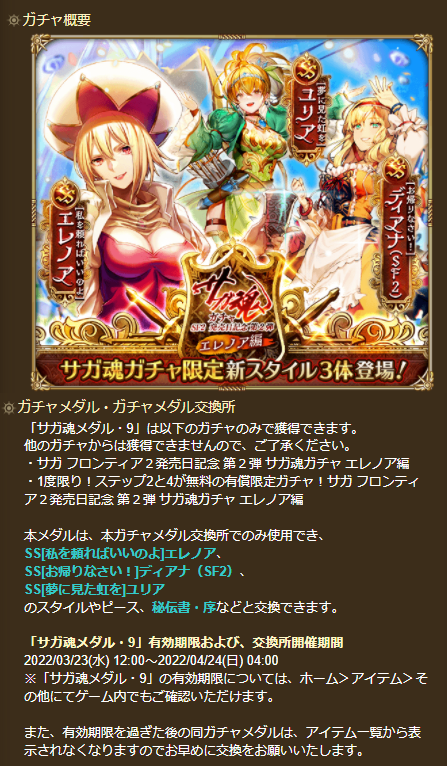 ガチャ概要
SS
[夢に見た虹を]
ユリア
SS
[お帰りなさい！]
ディアナ(SF2)
SS
[私を頼ればいいのよ]
エレノア
サガ魂
ガチャ
SF2 発売日記念 第2弾
エレノア編
サガ魂ガチャ限定新スタイル3体登場！
ガチャメダル・ガチャメダル交換所
「サガ魂メダル・9」は以下のガチャのみで獲得できます。
他のガチャからは獲得できませんので、ご了承ください。
・サガ フロンティア２発売日記念 第２弾 サガ魂ガチャ エレノア編
・1度限り！ステップ2と4が無料の有償限定ガチャ！サガ フロンティ
ア２発売日記念 第２弾 サガ魂ガチャ エレノア編
本メダルは、本ガチャメダル交換所でのみ使用でき、
SS[私を頼ればいいのよ]エレノア、
SS[お帰りなさい！]ディアナ（SF2）、
SS[夢に見た虹を]ユリア
のスタイルやピース、秘伝書・序などと交換できます。
「サガ魂メダル・9」有効期限および、交換所開催期間
2022/03/23(水) 12:00～2022/04/24(日) 04:00
※「サガ魂メダル・9」の有効期限については、ホーム＞アイテム＞そ
の他にてゲーム内でもご確認いただけます。
また、有効期限を過ぎた後の同ガチャメダルは、アイテム一覧から表
示されなくなりますのでお早めに交換をお願いいたします。